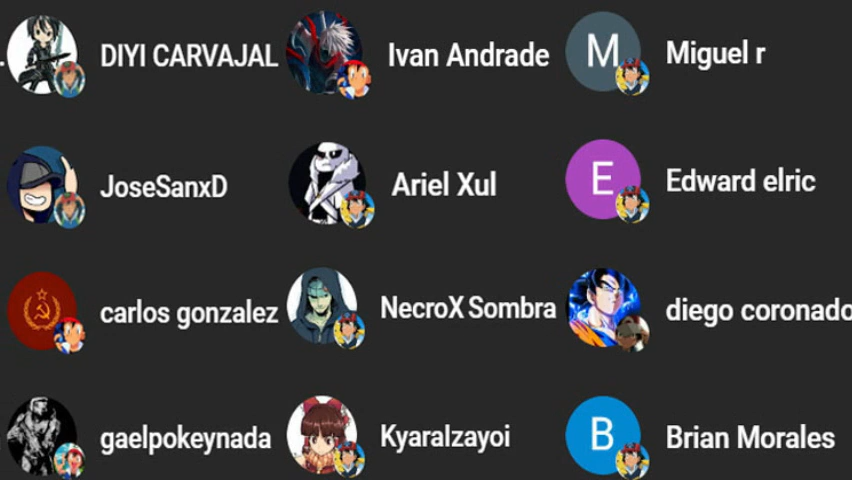 DIYI CARVAJAL
Ivan Andrade
M
Miguel r
JoseSanxD
Ariel Xul
E
Edward elric
carlos gonzalez
NecroX Sombra
diego coronado
gaelpokeynada
KyaraIzayoi
B
Brian Morales